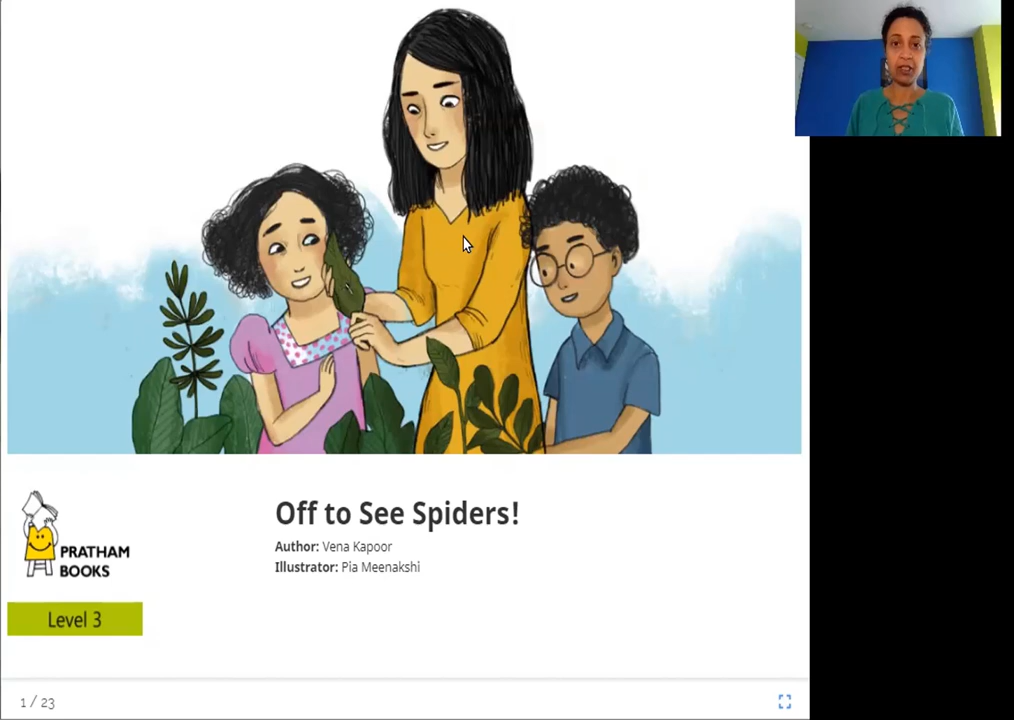 Off to See Spiders!
Author: Vena Kapoor
Illustrator: Pia Meenakshi
PRATHAM
BOOKS
Level 3
1 / 23